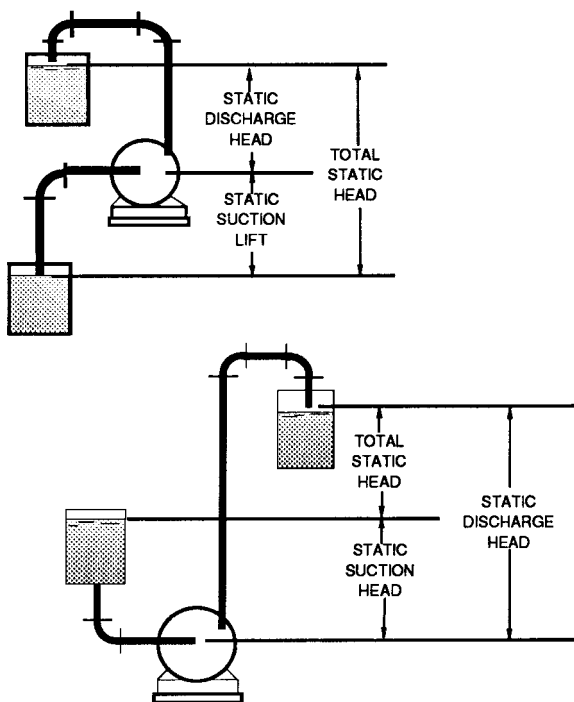 STATIC
DISCHARGE
HEAD
TOTAL
STATIC
HEAD
STATIC
SUCTION
LIFT
TOTAL
STATIC
HEAD
STATIC
DISCHARGE
HEAD
STATIC
SUCTION
HEAD